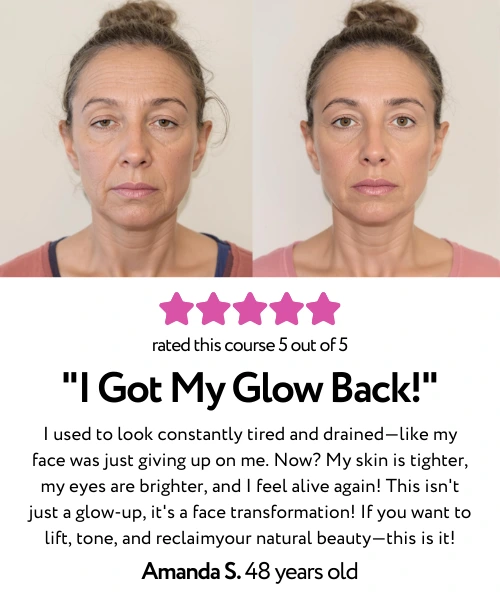 rated this course 5 out of 5
"I Got My Glow Back!"
I used to look constantly tired and drained—like my
face was just giving up on me. Now? My skin is tighter,
my eyes are brighter, and I feel alive again! This isn't
just a glow-up, it's a face transformation! If you want to
lift, tone, and reclaimyour natural beauty—this is it!
Amanda S. 48 years old